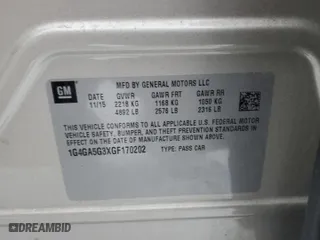 GM
MFD BY GENERAL MOTORS LLC
11/15 GVWR GAWR FRT GAWR RR
2218 KG 1168 KG 1050 KG
4892 LB 2576 LB 2316 LB
THIS VEHICLE CONFORMS TO ALL APPLICABLE U.S. FEDERAL MOTOR
VEHICLE SAFETY, BUMPER, AND THEFT PREVENTION STANDARDS
IN EFFECT ON THE DATE OF MANUFACTURE SHOWN ABOVE.
1G4GA5G3XGF170202 TYPE: PASS CAR
DREAMBID